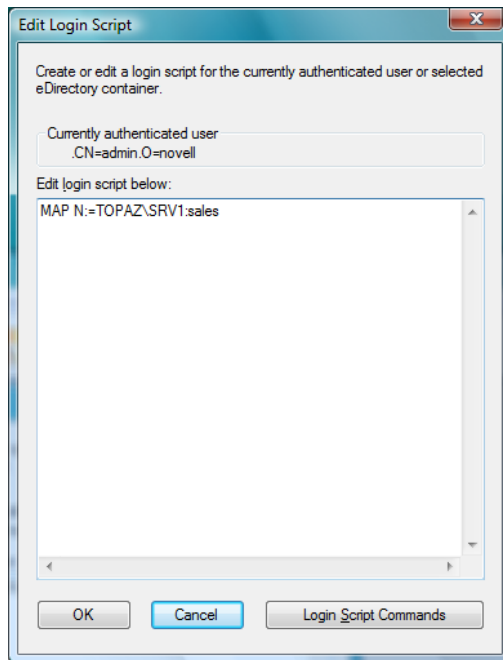 Edit Login Script
Create or edit a login script for the currently authenticated user or selected
eDirectory container.
Currently authenticated user
.CN=admin.O=novell
Edit login script below:
MAP N:=TOPAZ\SRV1:sales
OK
Cancel
Login Script Commands